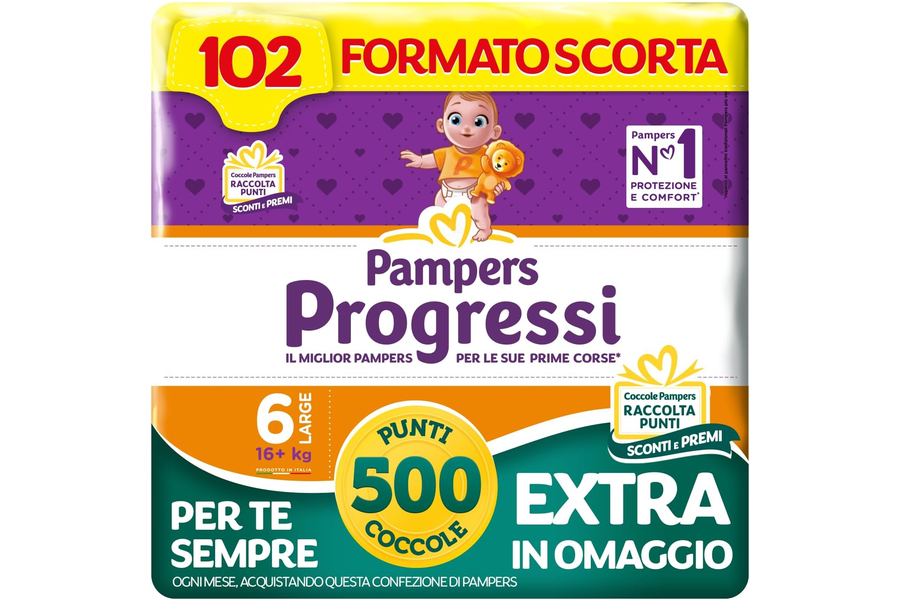 102 FORMATO SCORTA
Coccole Pampers
RACCOLTA
PUNTI
SCONTI E PREMI
P
Pampers
N 1
PROTEZIONE
E COMFORT*
Pampers
Progressi
IL MIGLIOR PAMPERS PER LE SUE PRIME CORSE*
6 LARGE
16+ kg
PRODOTTO IN ITALIA
PUNTI
500
COCCOLE
Coccole Pampers
RACCOLTA
PUNTI
SCONTI E PREMI
PER TE
SEMPRE
EXTRA
IN OMAGGIO
OGNI MESE, ACQUISTANDO QUESTA CONFEZIONE DI PAMPERS